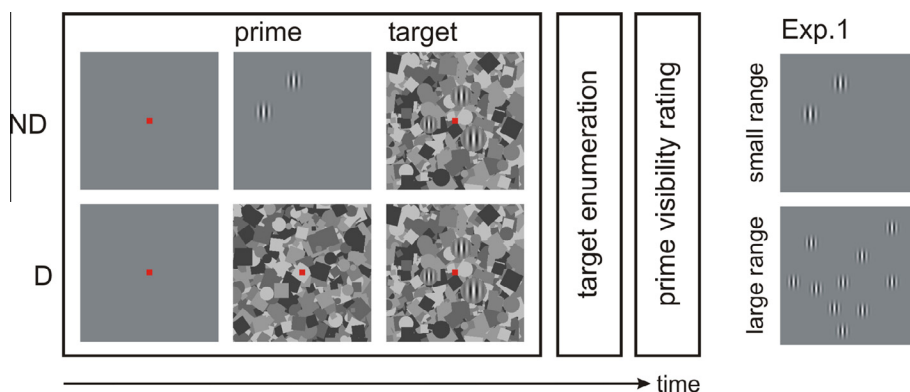 prime
target
Exp.1
ND
D
target enumeration
prime visibility rating
small range
large range
time